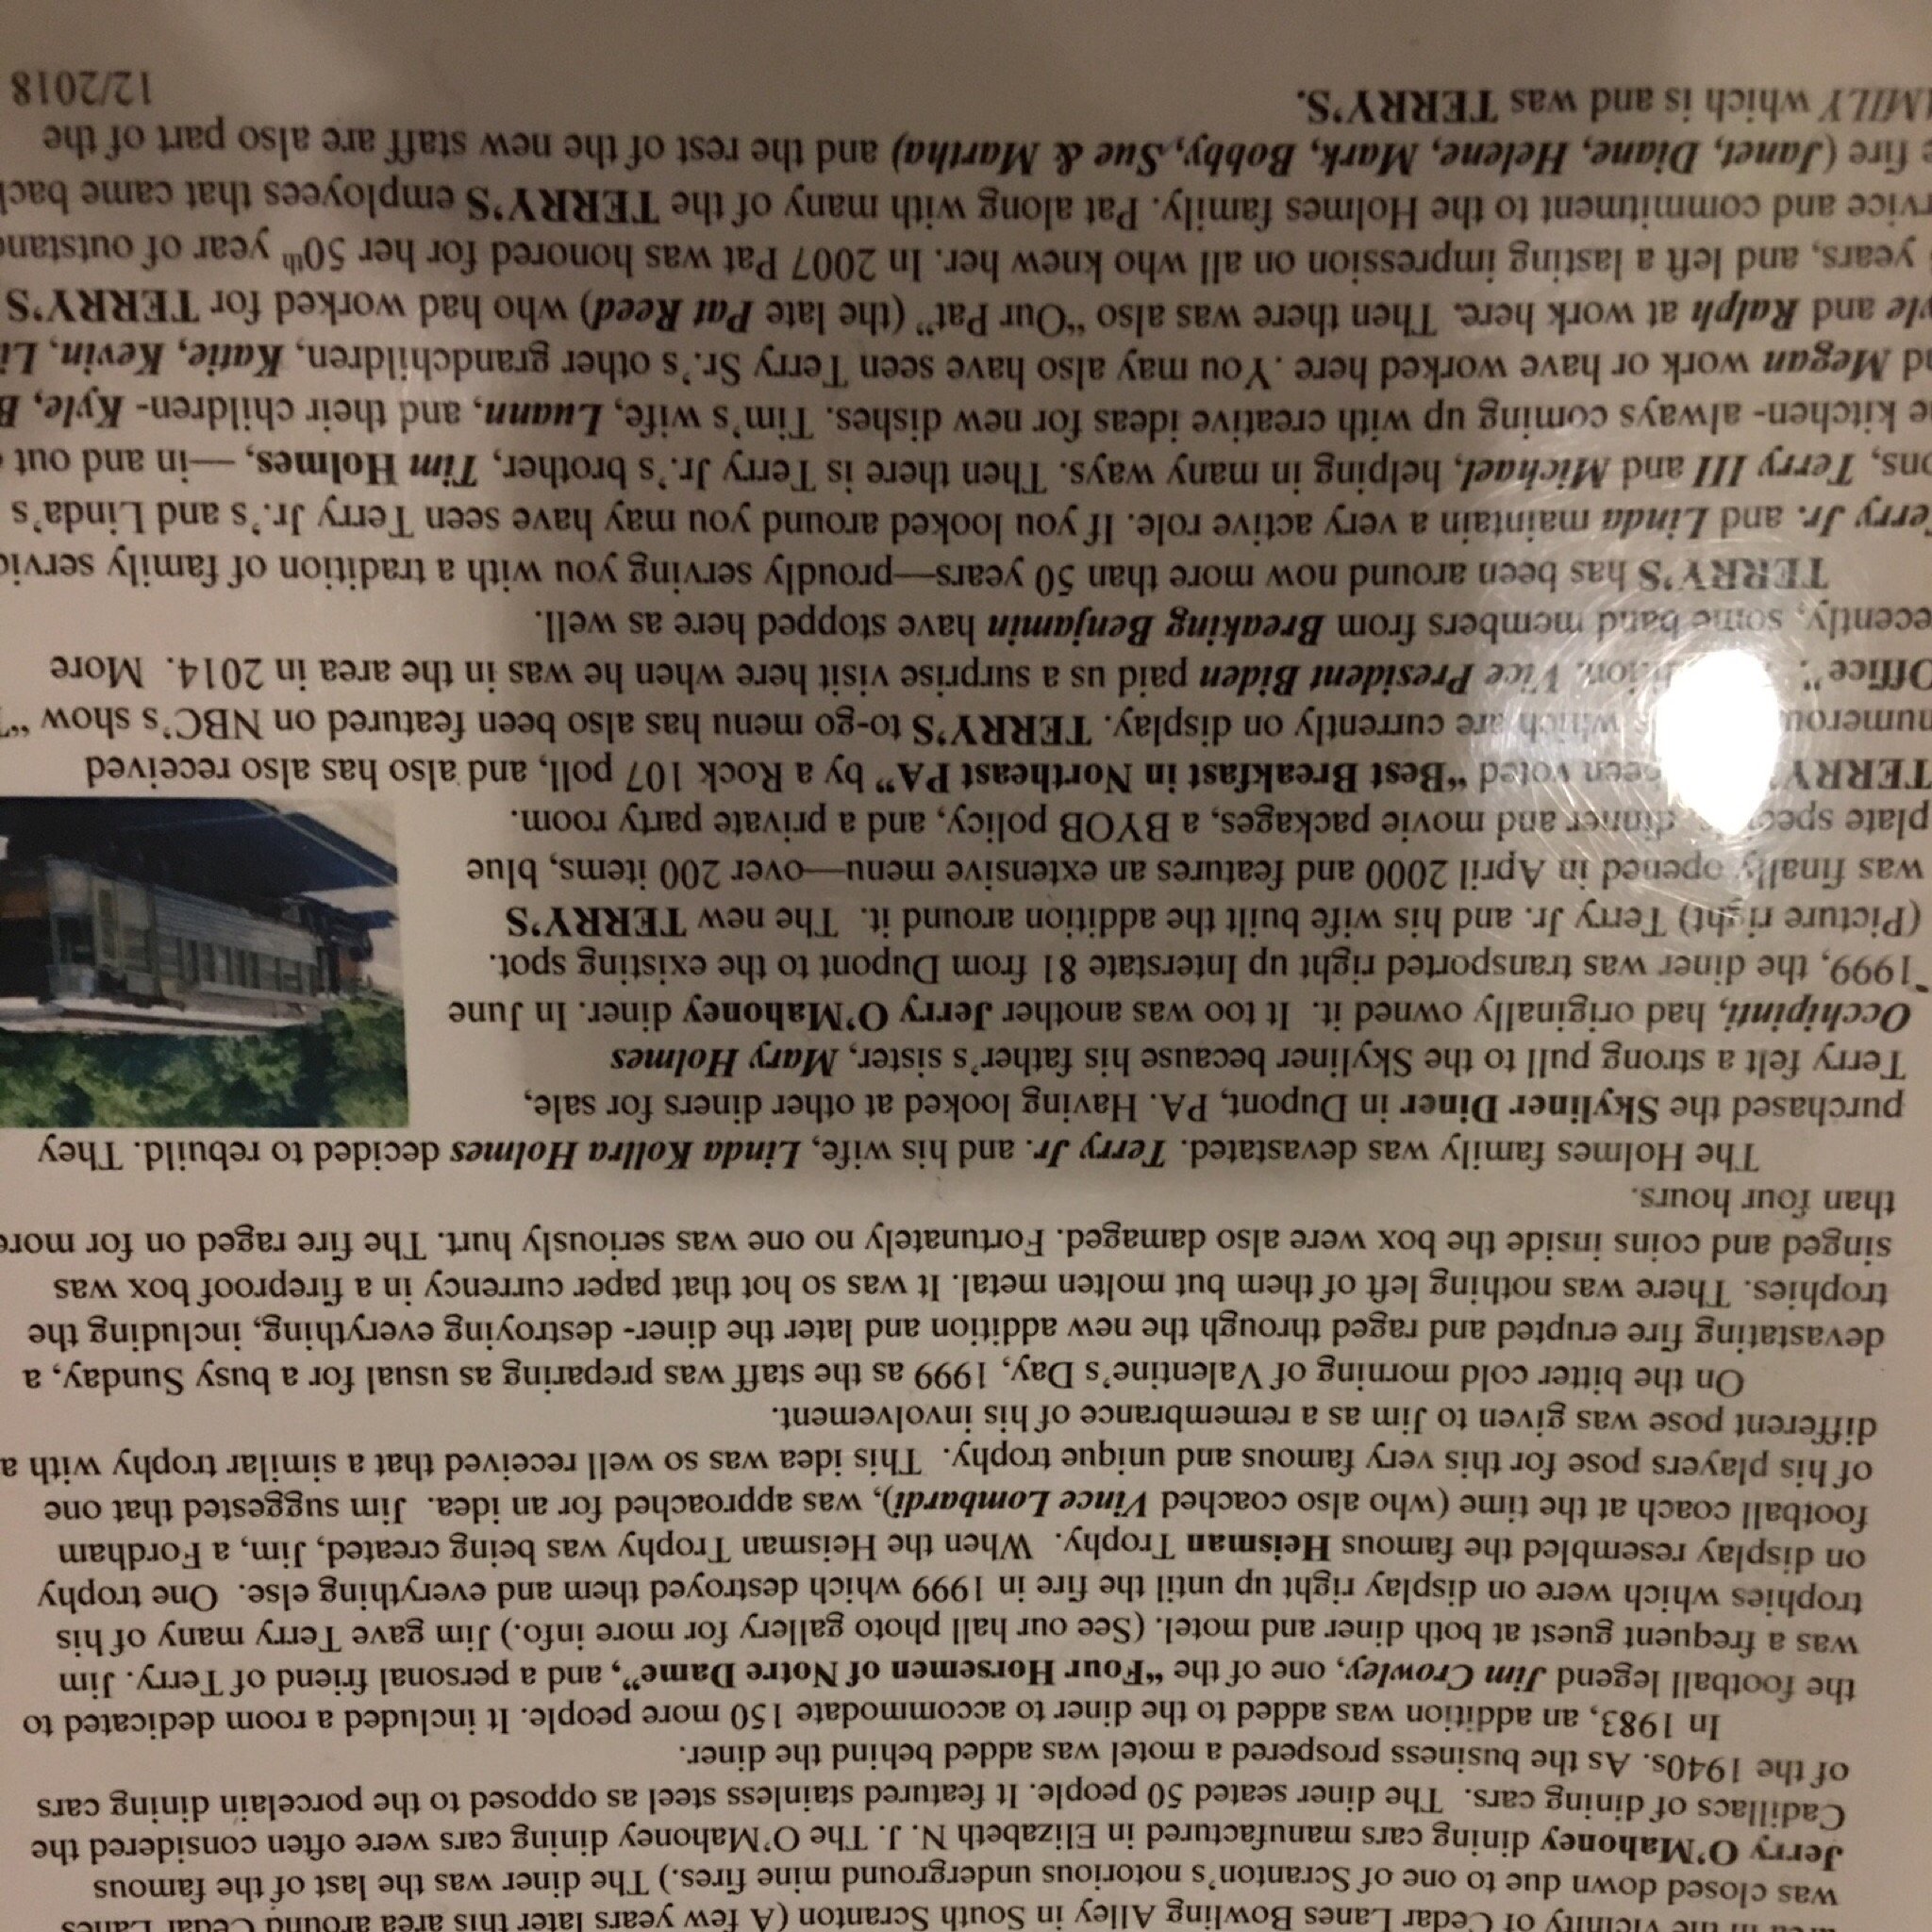 in the vicinity of Cedar Lanes Bowling Alley in South Scranton (A few years later this area around Cedar Lanes
was closed down due to one of Scranton's notorious underground mine fires.) The diner was the last of the famous
Jerry O'Mahoney dining cars manufactured in Elizabeth N. J. The O'Mahoney dining cars were often considered the
Cadillacs of dining cars. The diner seated 50 people. It featured stainless steel as opposed to the porcelain dining cars
of the 1940s. As the business prospered a motel was added behind the diner.
In 1983, an addition was added to the diner to accommodate 150 more people. It included a room dedicated to
the football legend Jim Crowley, one of the “Four Horsemen of Notre Dame”, and a personal friend of Terry. Jim
was a frequent guest at both diner and motel. (See our hall photo gallery for more info.) Jim gave Terry many of his
trophies which were on display right up until the fire in 1999 which destroyed them and everything else. One trophy
on display resembled the famous Heisman Trophy. When the Heisman Trophy was being created, Jim, a Fordham
football coach at the time (who also coached Vince Lombardi), was approached for an idea. Jim suggested that one
of his players pose for this very famous and unique trophy. This idea was so well received that a similar trophy with a
different pose was given to Jim as a remembrance of his involvement.
On the bitter cold morning of Valentine's Day, 1999 as the staff was preparing as usual for a busy Sunday, a
devastating fire erupted and raged through the new addition and later the diner- destroying everything, including the
trophies. There was nothing left of them but molten metal. It was so hot that paper currency in a fireproof box was
singed and coins inside the box were also damaged. Fortunately no one was seriously hurt. The fire raged on for more
than four hours.
The Holmes family was devastated. Terry Jr. and his wife, Linda Kollra Holmes decided to rebuild. They
purchased the Skyliner Diner in Dupont, PA. Having looked at other diners for sale,
Terry felt a strong pull to the Skyliner because his father's sister, Mary Holmes
Occhipinti, had originally owned it. It too was another Jerry O'Mahoney diner. In June
1999, the diner was transported right up Interstate 81 from Dupont to the existing spot.
(Picture right) Terry Jr. and his wife built the addition around it. The new TERRY'S
was finally opened in April 2000 and features an extensive menu—over 200 items, blue
plate dinner and movie packages, a BYOB policy, and a private party room.
TERRY been voted “Best Breakfast in Northeast PA” by a Rock 107 poll, and also has also received
which are currently on display. TERRY'S to-go menu has also been featured on NBC's show
Office”. Vice President Biden paid us a surprise visit here when he was in the area in 2014. More
ecently, some band members from Breaking Benjamin have stopped here as well.
TERRY'S has been around now more than 50 years—proudly serving you with a tradition of family servic
erry Jr. and Linda maintain a very active role. If you looked around you may have seen Terry Jr.'s and Linda's
ons, Terry III and Michael, helping in many ways. Then there is Terry Jr.'s brother, Tim Holmes, —in and out
e kitchen- always coming up with creative ideas for new dishes. Tim's wife, Luann, and their children- Kyle, B
nd Megan work or have worked here .You may also have seen Terry Sr.'s other grandchildren, Katie, Kevin, Li
yle and Ralph at work here. Then there was also “Our Pat” (the late Pat Reed) who had worked for TERRY'S
years, and left a lasting impression on all who knew her. In 2007 Pat was honored for her 50th year of outstand
rvice and commitment to the Holmes family. Pat along with many of the TERRY'S employees that came back
e fire (Janet, Diane, Helene, Mark, Bobby, Sue & Martha) and the rest of the new staff are also part of the
AMILY which is and was TERRY'S.
12/2018